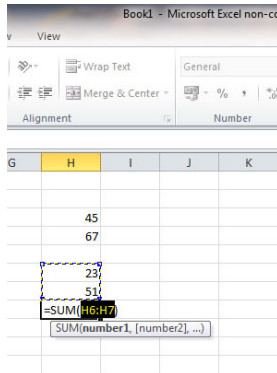 Book1 - Microsoft Excel non-co
View
Wrap Text
General
Merge & Center
% ,
Alignment
Number
G H I J K
45
67
23
51
=SUM(H6:H7)
SUM(number1, [number2], ...)